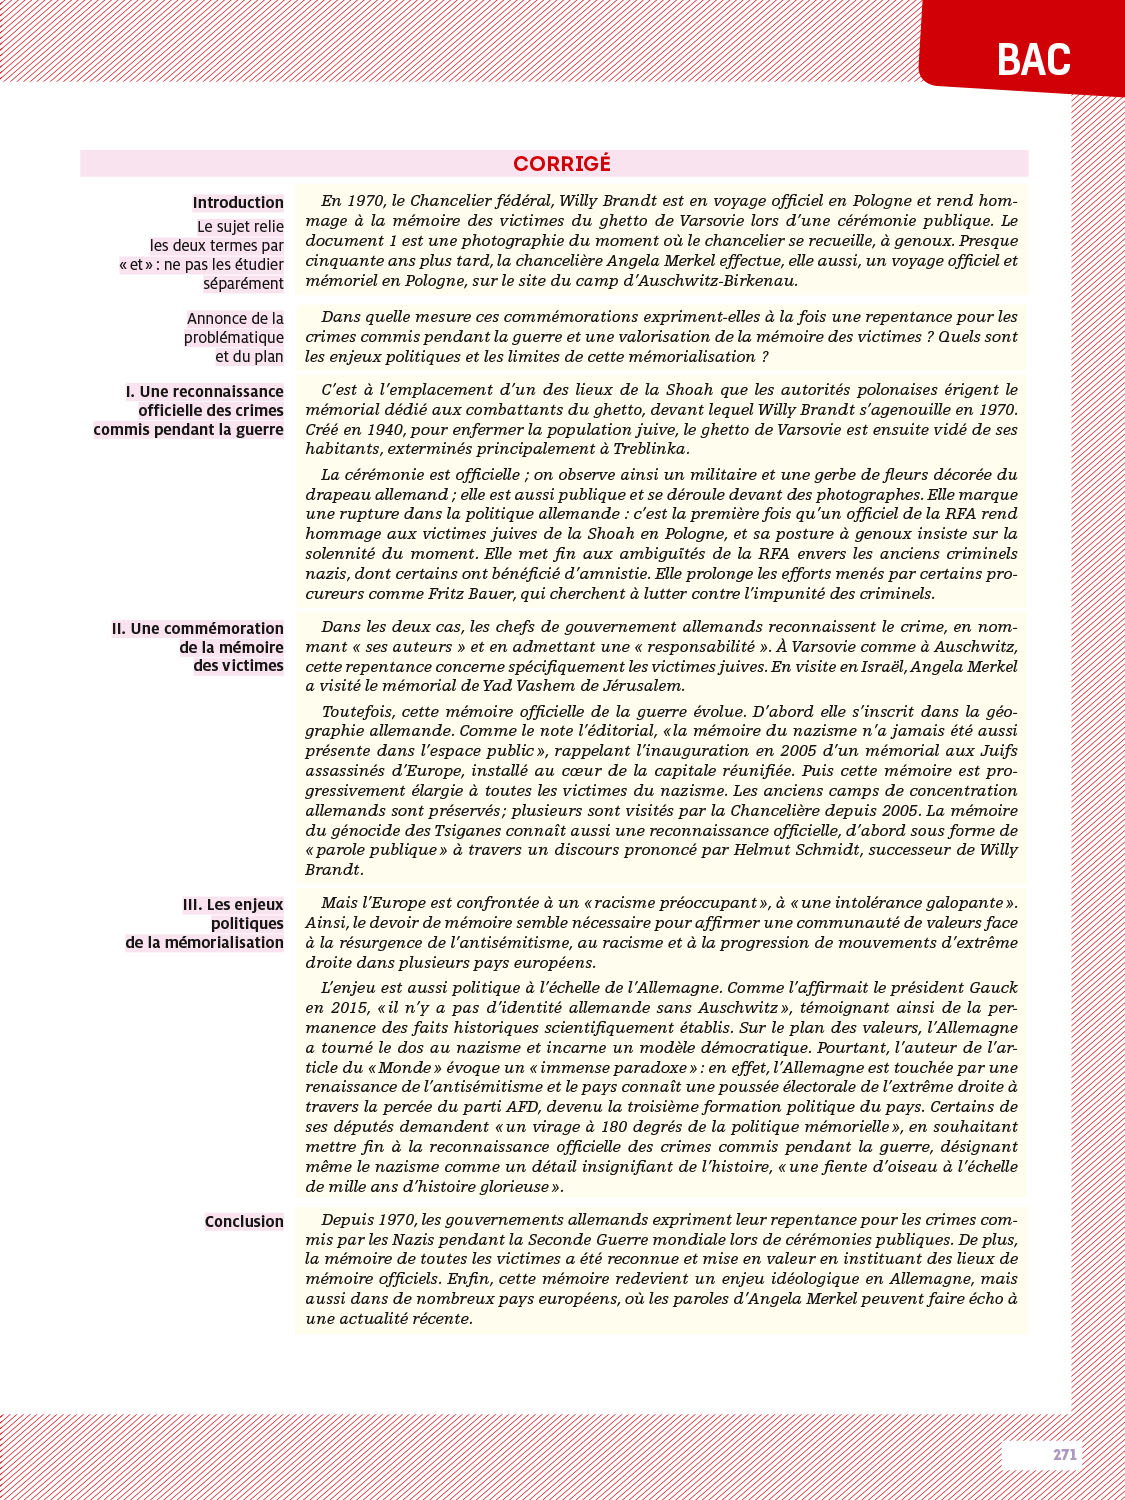 BAC
CORRIGÉ
Introduction
Le sujet relie
les deux termes par
« et » : ne pas les étudier
séparément
En 1970, le Chancelier fédéral, Willy Brandt est en voyage officiel en Pologne et rend hom-
mage à la mémoire des victimes du ghetto de Varsovie lors d’une cérémonie publique. Le
document 1 est une photographie du moment où le chancelier se recueille, à genoux. Presque
cinquante ans plus tard, la chancelière Angela Merkel effectue, elle aussi, un voyage officiel et
mémoriel en Pologne, sur le site du camp d’Auschwitz-Birkenau.
Annonce de la
problématique
et du plan
Dans quelle mesure ces commémorations expriment-elles à la fois une repentance pour les
crimes commis pendant la guerre et une valorisation de la mémoire des victimes ? Quels sont
les enjeux politiques et les limites de cette mémorialisation ?
I. Une reconnaissance
officielle des crimes
commis pendant la guerre
C’est à l’emplacement d’un des lieux de la Shoah que les autorités polonaises érigent le
mémorial dédié aux combattants du ghetto, devant lequel Willy Brandt s’agenouille en 1970.
Créé en 1940, pour enfermer la population juive, le ghetto de Varsovie est ensuite vidé de ses
habitants, exterminés principalement à Treblinka.
La cérémonie est officielle ; on observe ainsi un militaire et une gerbe de fleurs décorée du
drapeau allemand ; elle est aussi publique et se déroule devant des photographes. Elle marque
une rupture dans la politique allemande : c’est la première fois qu’un officiel de la RFA rend
hommage aux victimes juives de la Shoah en Pologne, et sa posture à genoux insiste sur la
solennité du moment. Elle met fin aux ambiguïtés de la RFA envers les anciens criminels
nazis, dont certains ont bénéficié d’amnistie. Elle prolonge les efforts menés par certains pro-
cureurs comme Fritz Bauer, qui cherchent à lutter contre l’impunité des criminels.
II. Une commémoration
de la mémoire
des victimes
Dans les deux cas, les chefs de gouvernement allemands reconnaissent le crime, en nom-
mant « ses auteurs » et en admettant une « responsabilité ». À Varsovie comme à Auschwitz,
cette repentance concerne spécifiquement les victimes juives. En visite en Israël, Angela Merkel
a visité le mémorial de Yad Vashem de Jérusalem.
Toutefois, cette mémoire officielle de la guerre évolue. D’abord elle s’inscrit dans la géo-
graphie allemande. Comme le note l’éditorial, « la mémoire du nazisme n’a jamais été aussi
présente dans l’espace public », rappelant l’inauguration en 2005 d’un mémorial aux Juifs
assassinés d’Europe, installé au cœur de la capitale réunifiée. Puis cette mémoire est pro-
gressivement élargie à toutes les victimes du nazisme. Les anciens camps de concentration
allemands sont préservés ; plusieurs sont visités par la Chancelière depuis 2005. La mémoire
du génocide des Tsiganes connaît aussi une reconnaissance officielle, d’abord sous forme de
« parole publique » à travers un discours prononcé par Helmut Schmidt, successeur de Willy
Brandt.
III. Les enjeux
politiques
de la mémorialisation
Mais l’Europe est confrontée à un « racisme préoccupant », à « une intolérance galopante ».
Ainsi, le devoir de mémoire semble nécessaire pour affirmer une communauté de valeurs face
à la résurgence de l’antisémitisme, au racisme et à la progression de mouvements d’extrême
droite dans plusieurs pays européens.
L’enjeu est aussi politique à l’échelle de l’Allemagne. Comme l’affirmait le président Gauck
en 2015, « il n’y a pas d’identité allemande sans Auschwitz », témoignant ainsi de la per-
manence des faits historiques scientifiquement établis. Sur le plan des valeurs, l’Allemagne
a tourné le dos au nazisme et incarne un modèle démocratique. Pourtant, l’auteur de l’ar-
ticle du « Monde » évoque un « immense paradoxe » : en effet, l’Allemagne est touchée par une
renaissance de l’antisémitisme et le pays connaît une poussée électorale de l’extrême droite à
travers la percée du parti AFD, devenu la troisième formation politique du pays. Certains de
ses députés demandent « un virage à 180 degrés de la politique mémorielle », en souhaitant
mettre fin à la reconnaissance officielle des crimes commis pendant la guerre, désignant
même le nazisme comme un détail insignifiant de l’histoire, « une fiente d’oiseau à l’échelle
de mille ans d’histoire glorieuse ».
Conclusion
Depuis 1970, les gouvernements allemands expriment leur repentance pour les crimes com-
mis par les Nazis pendant la Seconde Guerre mondiale lors de cérémonies publiques. De plus,
la mémoire de toutes les victimes a été reconnue et mise en valeur en instituant des lieux de
mémoire officiels. Enfin, cette mémoire redevient un enjeu idéologique en Allemagne, mais
aussi dans de nombreux pays européens, où les paroles d’Angela Merkel peuvent faire écho à
une actualité récente.
271